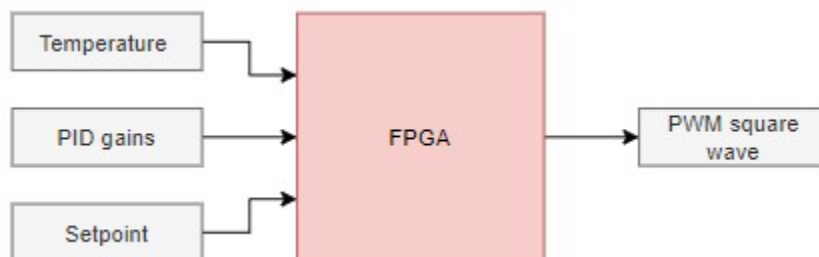 Temperature
PID gains
FPGA
PWM square
wave
Setpoint